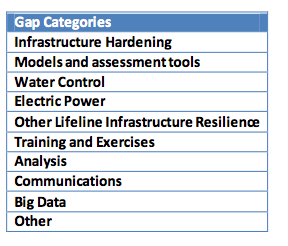 Gap Categories
Infrastructure Hardening
Models and assessment tools
Water Control
Electric Power
Other Lifeline Infrastructure Resilience
Training and Exercises
Analysis
Communications
Big Data
Other